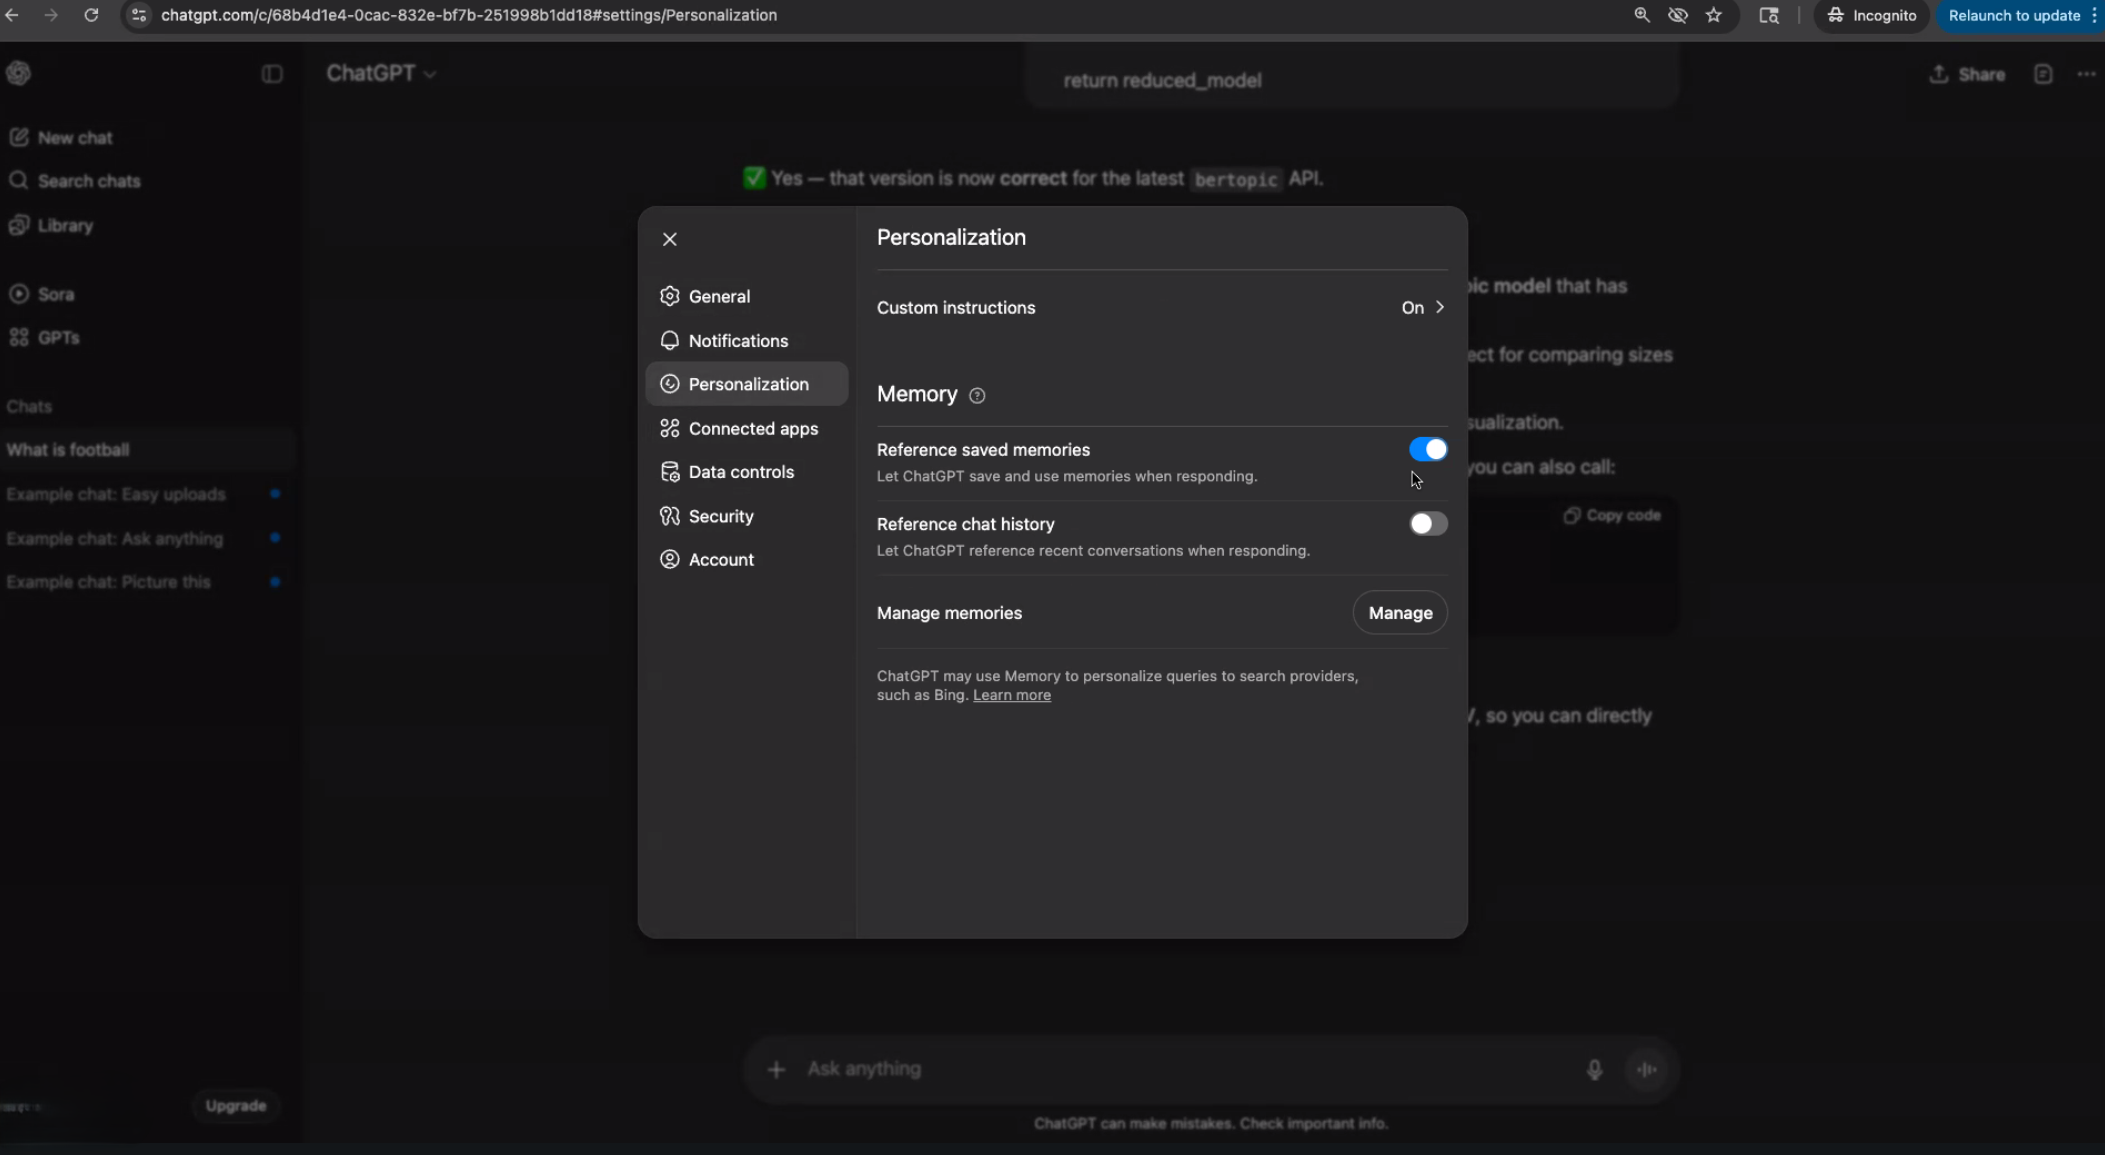 chatgpt.com/c/68b4d1e4-0cac-832e-bf7b-251998b1dd18#settings/Personalization
Incognito
Relaunch to update
ChatGPT
return reduced_model
Share
New chat
Search chats
Library
Sora
GPTs
Chats
What is football
Example chat: Easy uploads
Example chat: Ask anything
Example chat: Picture this
Upgrade
✅ Yes — that version is now correct for the latest bertopic API.
Personalization
General
Notifications
Personalization
Connected apps
Data controls
Security
Account
Custom instructions
On
Memory
Reference saved memories
Let ChatGPT save and use memories when responding.
Reference chat history
Let ChatGPT reference recent conversations when responding.
Manage memories
Manage
ChatGPT may use Memory to personalize queries to search providers,
such as Bing. Learn more
model that has
for comparing sizes
you can also call:
Copy code
, so you can directly
Ask anything
ChatGPT can make mistakes. Check important info.